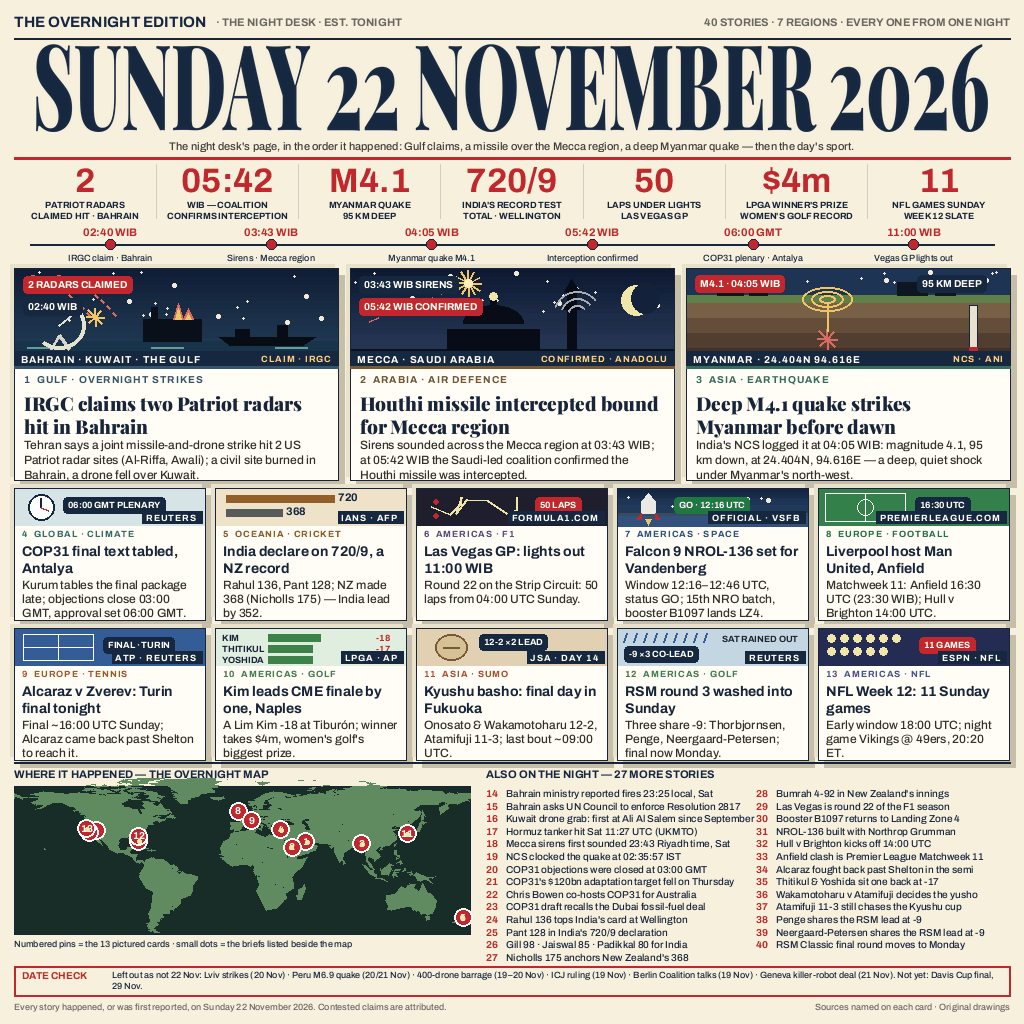 THE OVERNIGHT EDITION · THE NIGHT DESK · EST. TONIGHT
40 STORIES · 7 REGIONS · EVERY ONE FROM ONE NIGHT
SUNDAY 22 NOVEMBER 2026
The night desk's page, in the order it happened: Gulf claims, a missile over the Mecca region, a deep Myanmar quake — then the day's sport.
2
PATRIOT RADARS
CLAIMED HIT · BAHRAIN
05:42
WIB — COALITION
CONFIRMS INTERCEPTION
M4.1
MYANMAR QUAKE
95 KM DEEP
720/9
INDIA'S RECORD TEST
TOTAL · WELLINGTON
50
LAPS UNDER LIGHTS
LAS VEGAS GP
$4m
LPGA WINNER'S PRIZE
WOMEN'S GOLF RECORD
11
NFL GAMES SUNDAY
WEEK 12 SLATE
02:40 WIB
IRGC claim · Bahrain
03:43 WIB
Sirens · Mecca region
04:05 WIB
Myanmar quake M4.1
05:42 WIB
Interception confirmed
06:00 GMT
COP31 plenary · Antalya
11:00 WIB
Vegas GP lights out
2 RADARS CLAIMED
02:40 WIB
BAHRAIN · KUWAIT · THE GULF
CLAIM · IRGC
1 GULF · OVERNIGHT STRIKES
IRGC claims two Patriot radars
hit in Bahrain
Tehran says a joint missile-and-drone strike hit 2 US
Patriot radar sites (Al-Riffa, Awali); a civil site burned in
Bahrain, a drone fell over Kuwait.
03:43 WIB SIRENS
05:42 WIB CONFIRMED
MECCA · SAUDI ARABIA
CONFIRMED · ANADOLU
2 ARABIA · AIR DEFENCE
Houthi missile intercepted bound
for Mecca region
Sirens sounded across the Mecca region at 03:43 WIB;
at 05:42 WIB the Saudi-led coalition confirmed the
Houthi missile was intercepted.
M4.1 · 04:05 WIB
95 KM DEEP
MYANMAR · 24.404N 94.616E
NCS · ANI
3 ASIA · EARTHQUAKE
Deep M4.1 quake strikes
Myanmar before dawn
India's NCS logged it at 04:05 WIB: magnitude 4.1, 95
km down, at 24.404N, 94.616E — a deep, quiet shock
under Myanmar's north-west.
06:00 GMT PLENARY
REUTERS
4 GLOBAL · CLIMATE
COP31 final text tabled,
Antalya
Kurum tables the final package
late; objections close 03:00
GMT, approval set 06:00 GMT.
720
368
IANS · AFP
5 OCEANIA · CRICKET
India declare on 720/9, a
NZ record
Rahul 136, Pant 128; NZ made
368 (Nicholls 175) — India lead
by 352.
50 LAPS
FORMULA1.COM
6 AMERICAS · F1
Las Vegas GP: lights out
11:00 WIB
Round 22 on the Strip Circuit: 50
laps from 04:00 UTC Sunday.
GO · 12:16 UTC
OFFICIAL · VSFB
7 AMERICAS · SPACE
Falcon 9 NROL-136 set for
Vandenberg
Window 12:16–12:46 UTC,
status GO; 15th NRO batch,
booster B1097 lands LZ4.
16:30 UTC
PREMIERLEAGUE.COM
8 EUROPE · FOOTBALL
Liverpool host Man
United, Anfield
Matchweek 11: Anfield 16:30
UTC (23:30 WIB); Hull v
Brighton 14:00 UTC.
FINAL · TURIN
ATP · REUTERS
9 EUROPE · TENNIS
Alcaraz v Zverev: Turin
final tonight
Final ~16:00 UTC Sunday;
Alcaraz came back past Shelton
to reach it.
KIM -18
THITIKUL -17
YOSHIDA
LPGA · AP
10 AMERICAS · GOLF
Kim leads CME finale by
one, Naples
A Lim Kim -18 at Tiburón; winner
takes $4m, women's golf's
biggest prize.
12-2 ×2 LEAD
JSA · DAY 14
11 ASIA · SUMO
Kyushu basho: final day in
Fukuoka
Onosato & Wakamotoharu 12-2,
Atamifuji 11-3; last bout ~09:00
UTC.
SAT RAINED OUT
-9 ×3 CO-LEAD
REUTERS
12 AMERICAS · GOLF
RSM round 3 washed into
Sunday
Three share -9: Thorbjornsen,
Penge, Neergaard-Petersen;
final now Monday.
11 GAMES
ESPN · NFL
13 AMERICAS · NFL
NFL Week 12: 11 Sunday
games
Early window 18:00 UTC; night
game Vikings @ 49ers, 20:20
ET.
WHERE IT HAPPENED — THE OVERNIGHT MAP
8
9
12
Numbered pins = the 13 pictured cards · small dots = the briefs listed beside the map
ALSO ON THE NIGHT — 27 MORE STORIES
14 Bahrain ministry reported fires 23:25 local, Sat
15 Bahrain asks UN Council to enforce Resolution 2817
16 Kuwait drone grab: first at Ali Al Salem since September
17 Hormuz tanker hit Sat 11:27 UTC (UKMTO)
18 Mecca sirens first sounded 23:43 Riyadh time, Sat
19 NCS clocked the quake at 02:35:57 IST
20 COP31 objections were closed at 03:00 GMT
21 COP31's $120bn adaptation target fell on Thursday
22 Chris Bowen co-hosts COP31 for Australia
23 COP31 draft recalls the Dubai fossil-fuel deal
24 Rahul 136 tops India's card at Wellington
25 Pant 128 in India's 720/9 declaration
26 Gill 98 · Jaiswal 85 · Padikkal 80 for India
27 Nicholls 175 anchors New Zealand's 368
28 Bumrah 4-92 in New Zealand's innings
29 Las Vegas is round 22 of the F1 season
30 Booster B1097 returns to Landing Zone 4
31 NROL-136 built with Northrop Grumman
32 Hull v Brighton kicks off 14:00 UTC
33 Anfield clash is Premier League Matchweek 11
34 Alcaraz fought back past Shelton in the semi
35 Thitikul & Yoshida sit one back at -17
36 Wakamotoharu v Atamifuji decides the yusho
37 Atamifuji 11-3 still chases the Kyushu cup
38 Penge shares the RSM lead at -9
39 Neergaard-Petersen shares the RSM lead at -9
40 RSM Classic final round moves to Monday
DATE CHECK
Left out as not 22 Nov: Lviv strikes (20 Nov) · Peru M6.9 quake (20/21 Nov) · 400-drone barrage (19–20 Nov) · ICJ ruling (19 Nov) · Berlin Coalition talks (19 Nov) · Geneva killer-robot deal (21 Nov). Not yet: Davis Cup final,
29 Nov.
Every story happened, or was first reported, on Sunday 22 November 2026. Contested claims are attributed.
Sources named on each card · Original drawings